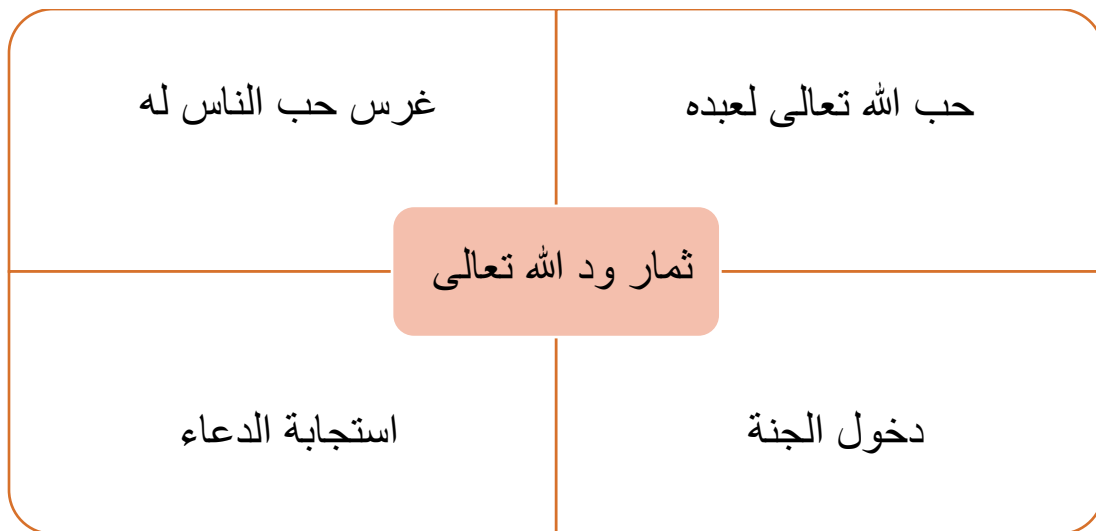 حب الله تعالى لعبده
غرس حب الناس له
ثمار ود الله تعالى
دخول الجنة
استجابة الدعاء